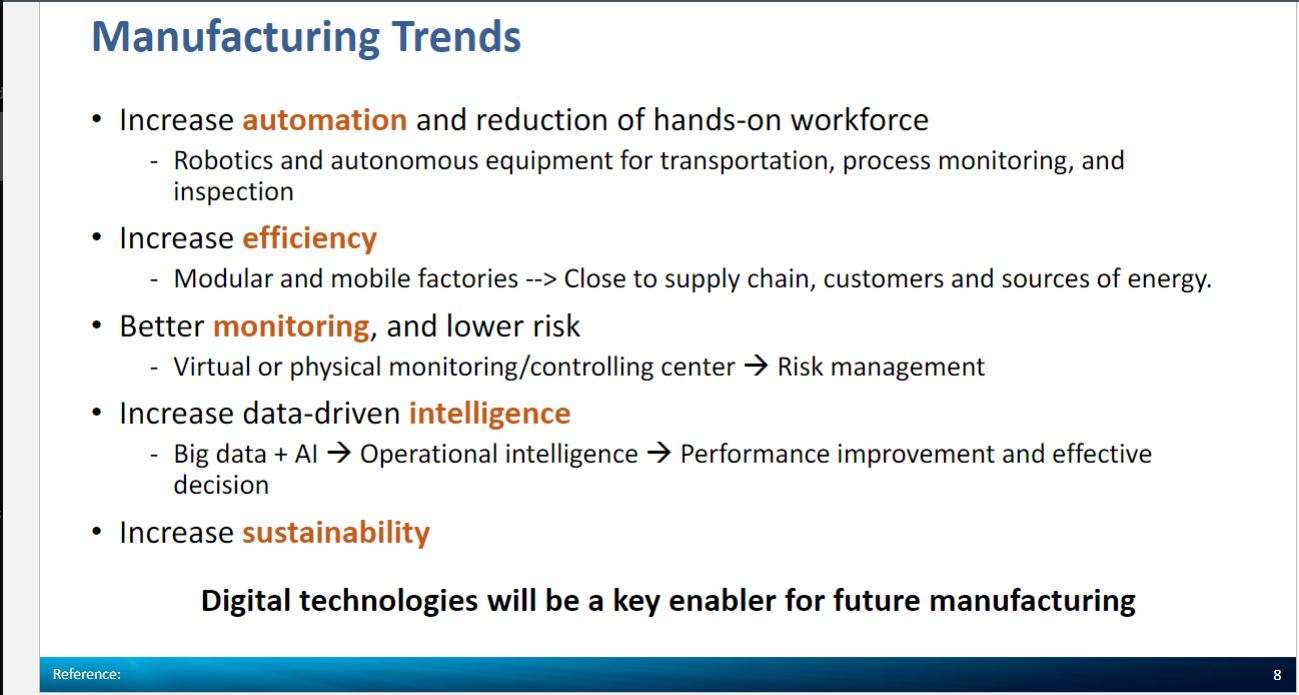 Manufacturing Trends
• Increase automation and reduction of hands-on workforce
- Robotics and autonomous equipment for transportation, process monitoring, and
inspection
• Increase efficiency
- Modular and mobile factories --> Close to supply chain, customers and sources of energy.
• Better monitoring, and lower risk
- Virtual or physical monitoring/controlling center → Risk management
• Increase data-driven intelligence
- Big data + AI → Operational intelligence → Performance improvement and effective
decision
• Increase sustainability
Digital technologies will be a key enabler for future manufacturing
Reference:
8